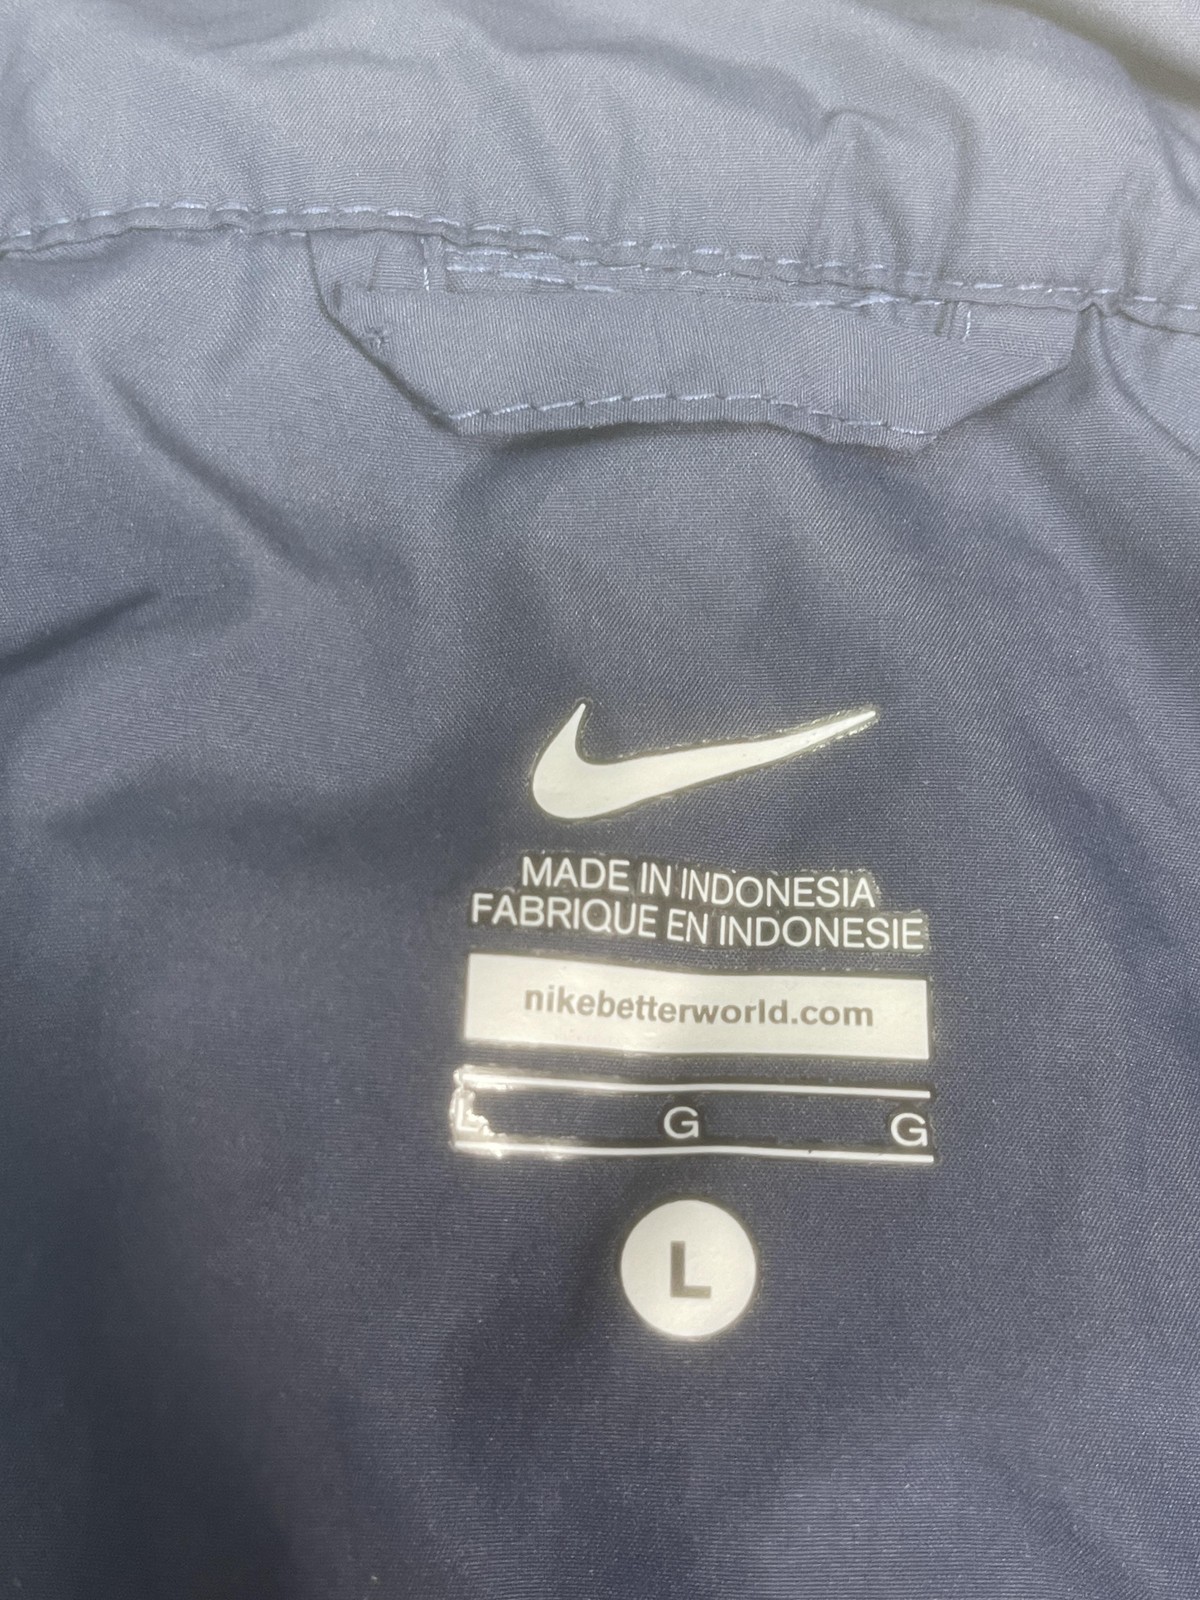 MADE IN INDONESIA
FABRIQUE EN INDONESIE
nikebetterworld.com
L G G
L